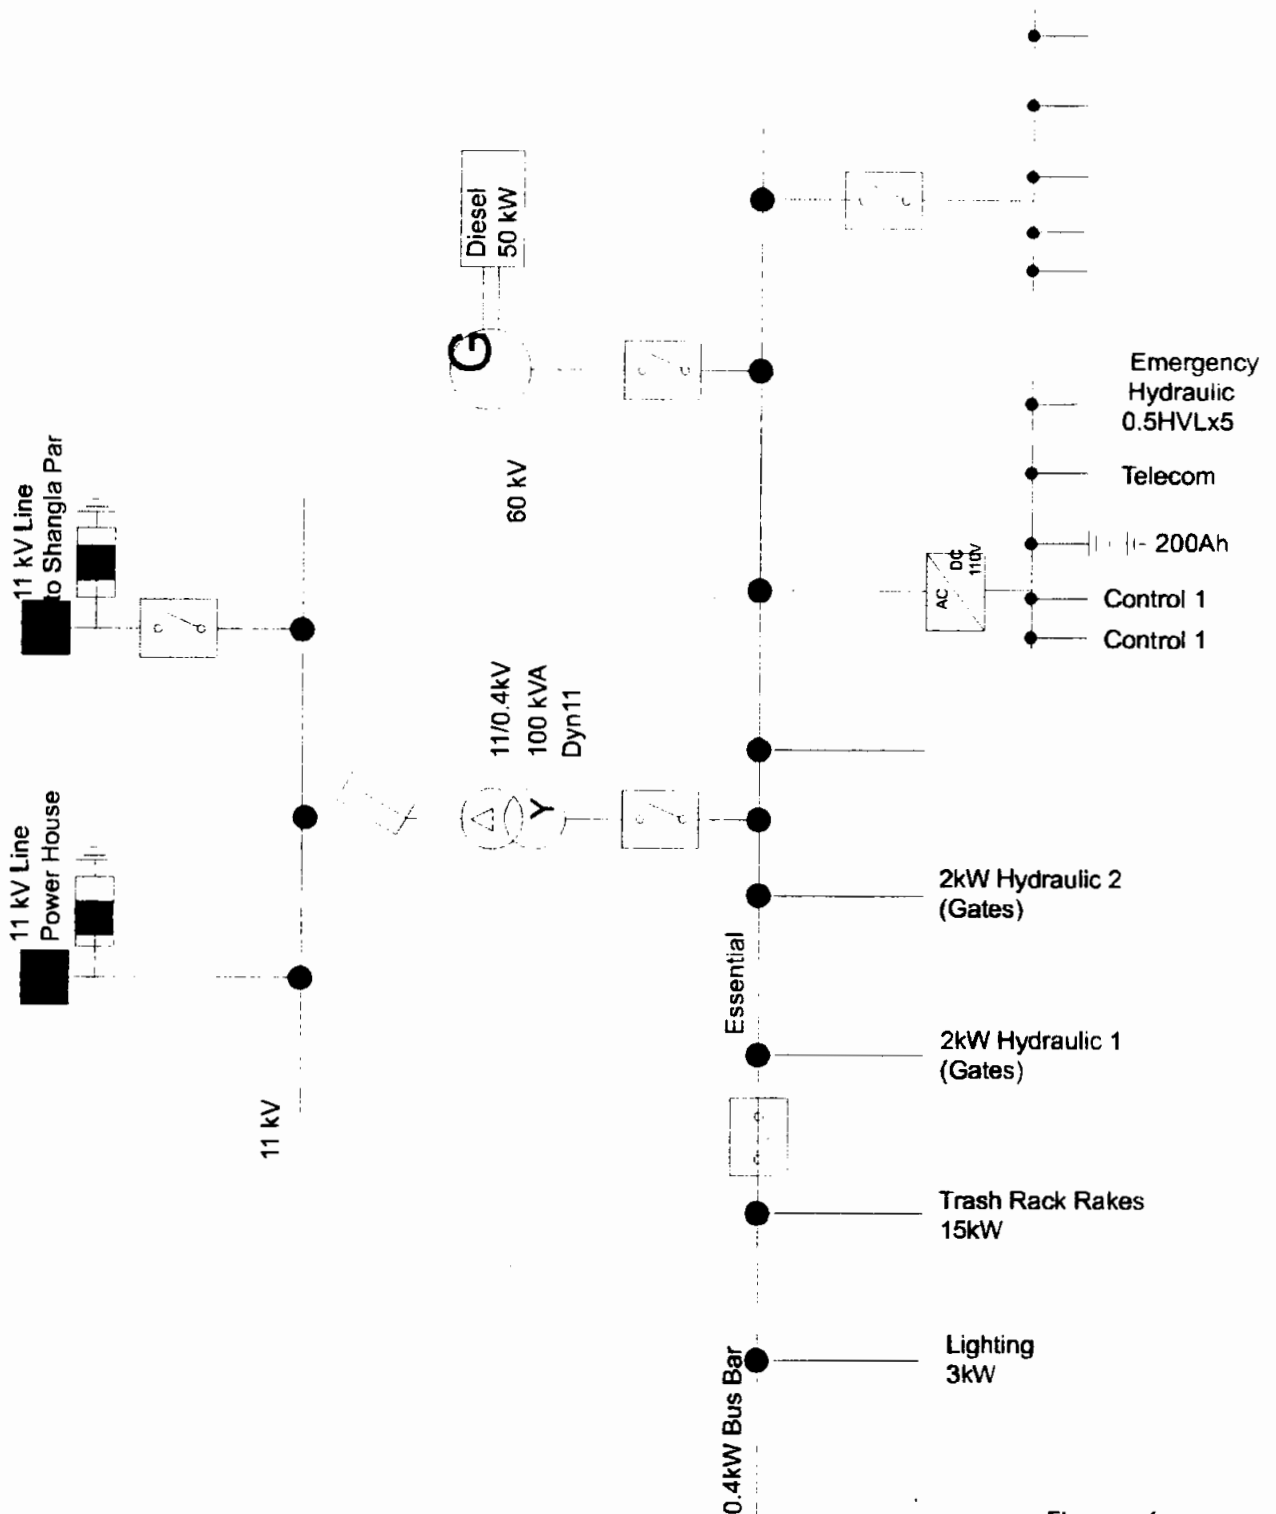 11 kV Line
to Shangla Par
11 kV Line
Power House
11 kV
Diesel
50 kW
G
60 kV
11/0.4kV
100 kVA
Dyn11
Y
Essential
0.4kW Bus Bar
AC
DC
110V
Emergency
Hydraulic
0.5HVLx5
Telecom
200Ah
Control 1
Control 1
2kW Hydraulic 2
(Gates)
2kW Hydraulic 1
(Gates)
Trash Rack Rakes
15kW
Lighting
3kW